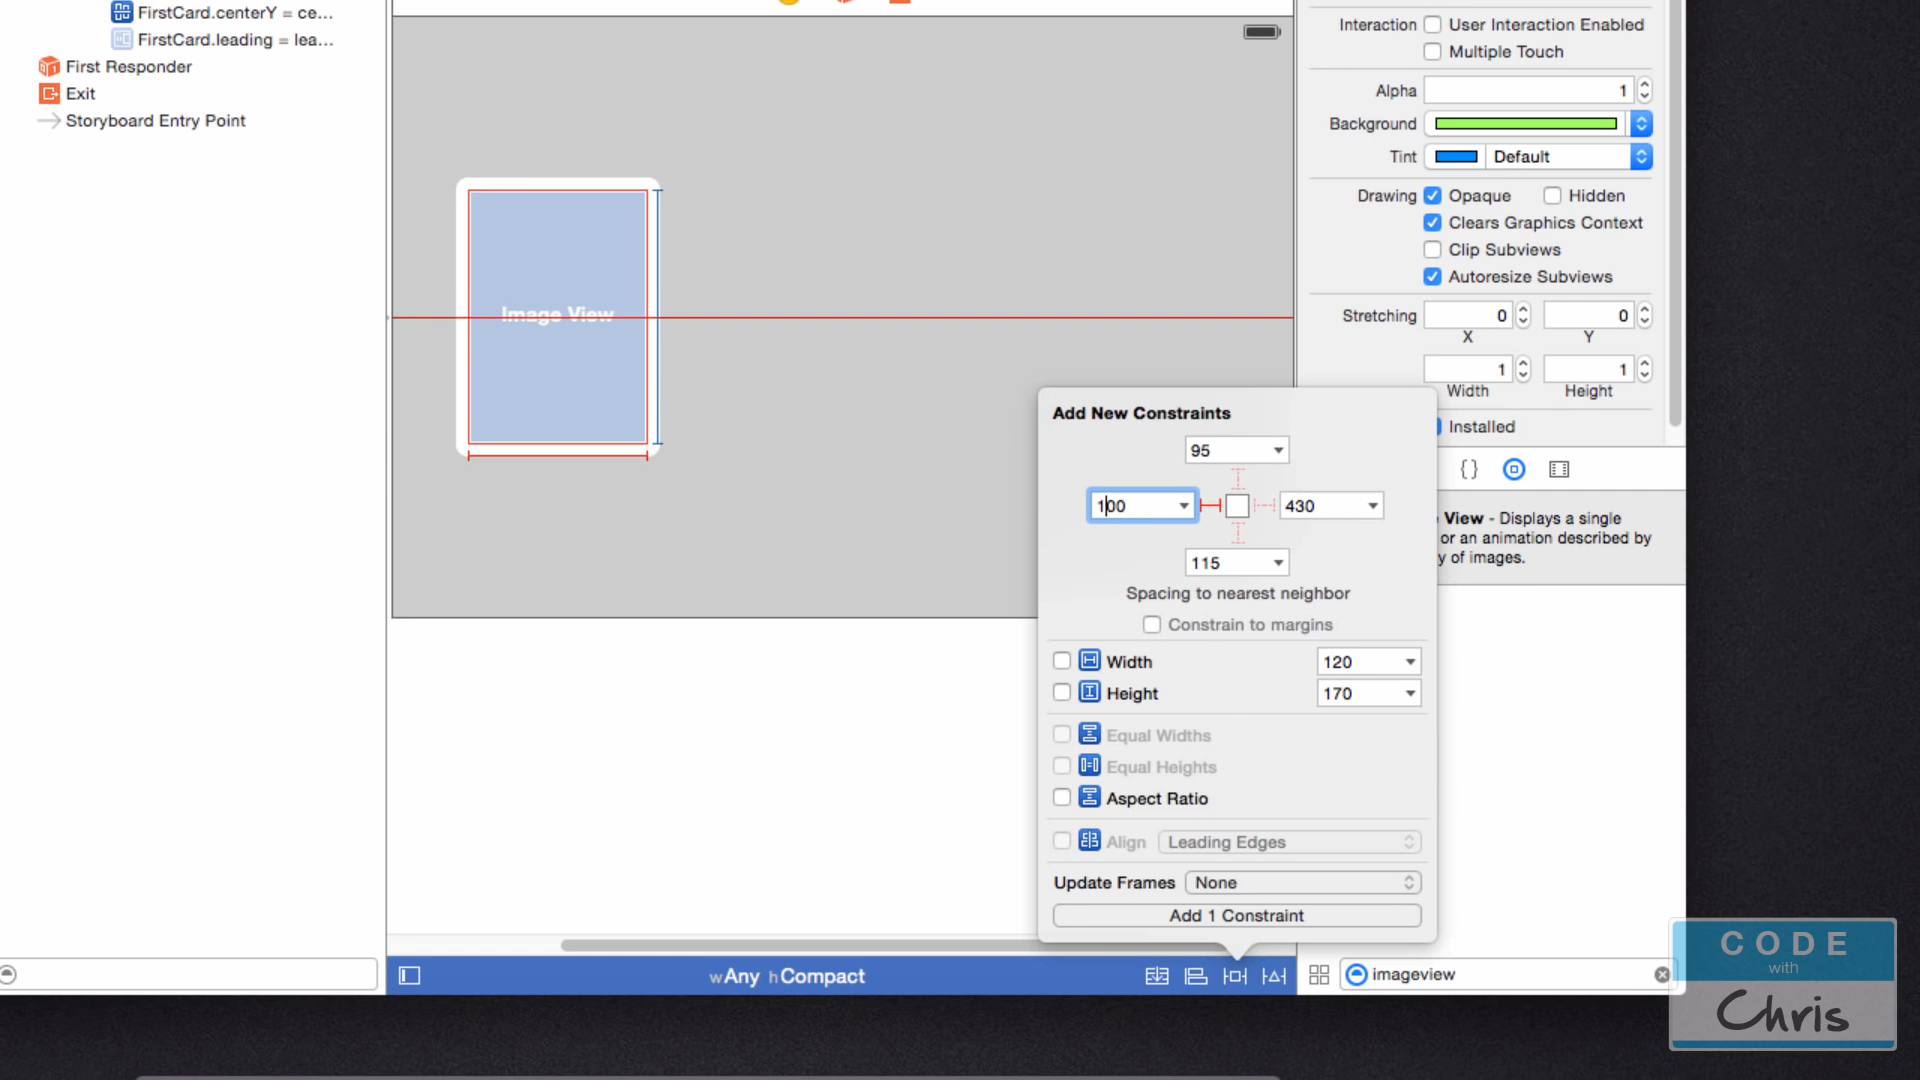 FirstCard.centerY = ce...
FirstCard.leading = lea...
First Responder
Exit
Storyboard Entry Point
Image View
Interaction User Interaction Enabled
Multiple Touch
Alpha 1
Background
Tint Default
Drawing Opaque Hidden
Clears Graphics Context
Clip Subviews
Autoresize Subviews
Stretching 0 0
X Y
1 1
Width Height
Installed
{ }
View - Displays a single
or an animation described by
y of images.
Add New Constraints
95
100 430
115
Spacing to nearest neighbor
Constrain to margins
Width 120
Height 170
Equal Widths
Equal Heights
Aspect Ratio
Align Leading Edges
Update Frames None
Add 1 Constraint
wAny hCompact
imageview
CODE
with
Chris